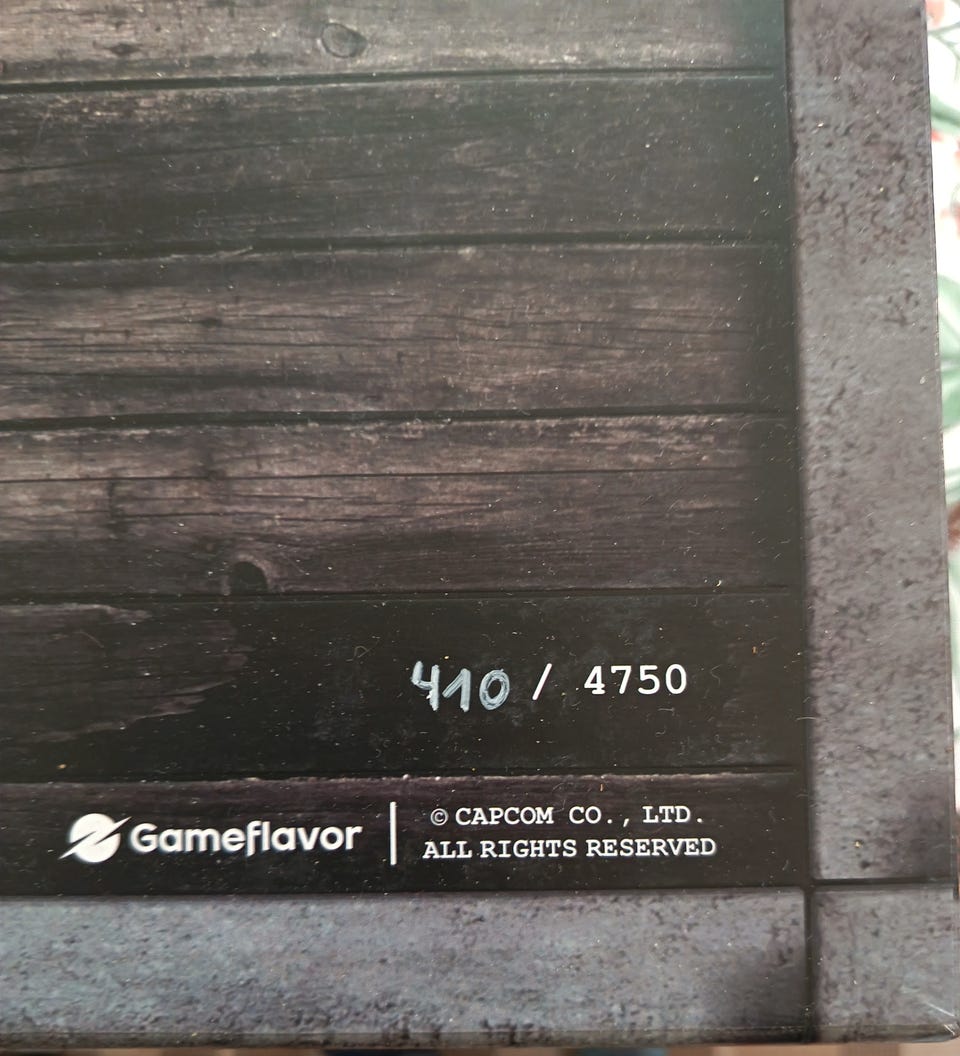 410 / 4750
Gameflavor
© CAPCOM CO., LTD.
ALL RIGHTS RESERVED